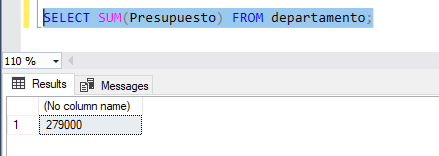 SELECT SUM(Presupuesto) FROM departamento;
110 %
Results Messages
(No column name)
1 279000